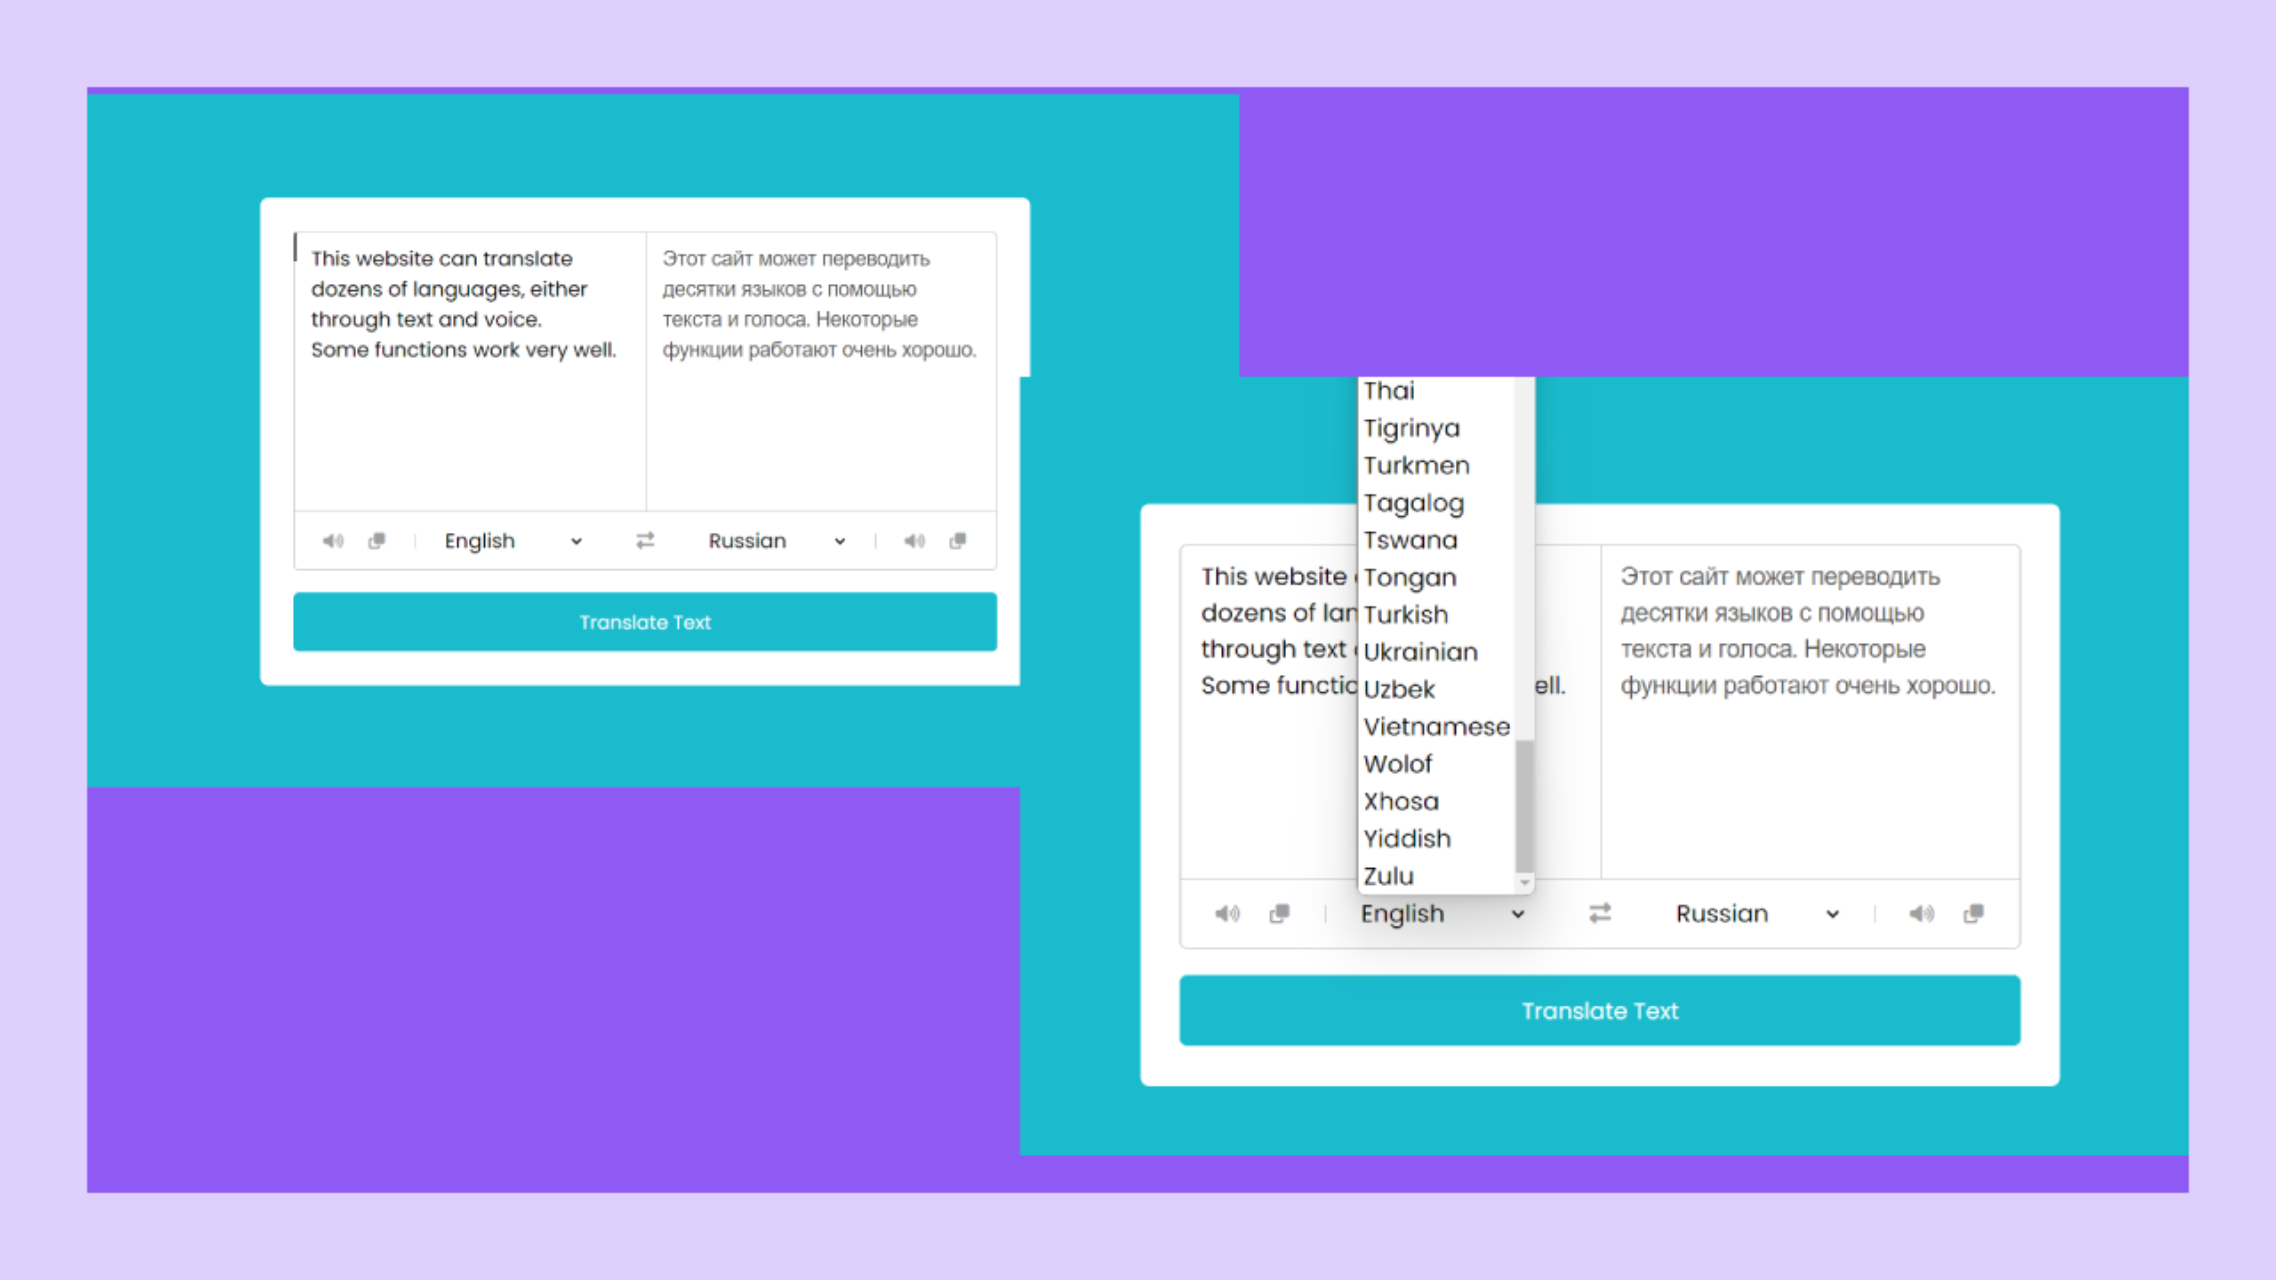 This website can translate
dozens of languages, either
through text and voice.
Some functions work very well.
Этот сайт может переводить
десятки языков с помощью
текста и голоса. Некоторые
функции работают очень хорошо.
English
Russian
Translate Text
Thai
Tigrinya
Turkmen
Tagalog
Tswana
Tongan
Turkish
Ukrainian
Uzbek
Vietnamese
Wolof
Xhosa
Yiddish
Zulu
This website
dozens of lan
through text
Some functio
ell.
Этот сайт может переводить
десятки языков с помощью
текста и голоса. Некоторые
функции работают очень хорошо.
English
Russian
Translate Text